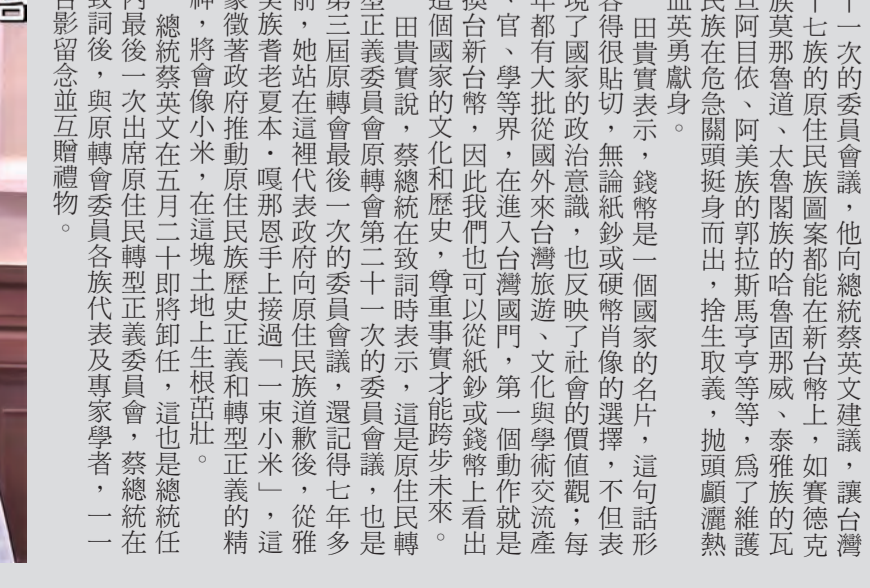 十一次的委員會議，他向總統蔡英文建議，讓台灣
十七族的原住民族圖案都能在新台幣上，如賽德克
族莫那魯道、太魯閣族的哈魯固那威、泰雅族的瓦
旦阿目依、阿美族的郭拉斯馬亨亨等等，爲了維護
民族在危急關頭挺身而出，捨生取義，拋頭顱灑熱
血英勇獻身。
田貴實表示，錢幣是一個國家的名片，這句話形
容得很貼切，無論紙鈔或硬幣肖像的選擇，不但表
現了國家的政治意識，也反映了社會的價值觀；每
年都有大批從國外來台灣旅遊、文化與學術交流產
、官、學等界，在進入台灣國門，第一個動作就是
換台新台幣，因此我們也可以從紙鈔或錢幣上看出
這個國家的文化和歷史，尊重事實才能跨步未來。
田貴實說，蔡總統在致詞時表示，這是原住民轉
型正義委員會原轉會第二十一次的委員會議，也是
第三屆原轉會最後一次的委員會議，還記得七年多
前，她站在這裡代表政府向原住民族道歉後，從雅
美族耆老夏本・嘎那恩手上接過「一束小米」，這
象徵著政府推動原住民族歷史正義和轉型正義的精
神，將會像小米，在這塊土地上生根茁壯。
總統蔡英文在五月二十即將卸任，這也是總統任
內最後一次出席原住民轉型正義委員會，蔡總統在
致詞後，與原轉會委員各族代表及專家學者，一一
合影留念並互贈禮物。